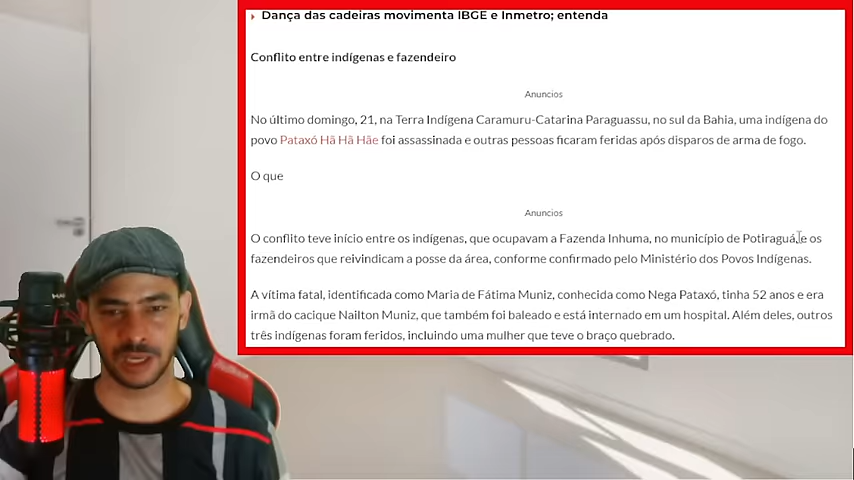 Dança das cadeiras movimenta IBGE e Inmetro; entenda
Conflito entre indígenas e fazendeiro
Anuncios
No último domingo, 21, na Terra Indígena Caramuru-Catarina Paraguassu, no sul da Bahia, uma indígena do
povo Pataxó Hã Hã Hãe foi assassinada e outras pessoas ficaram feridas após disparos de arma de fogo.
O que
Anuncios
O conflito teve início entre os indígenas, que ocupavam a Fazenda Inhuma, no município de Potiraguá, e os
fazendeiros que reivindicam a posse da área, conforme confirmado pelo Ministério dos Povos Indígenas.
A vítima fatal, identificada como Maria de Fátima Muniz, conhecida como Nega Pataxó, tinha 52 anos e era
irmã do cacique Nailton Muniz, que também foi baleado e está internado em um hospital. Além deles, outros
três indígenas foram feridos, incluindo uma mulher que teve o braço quebrado.